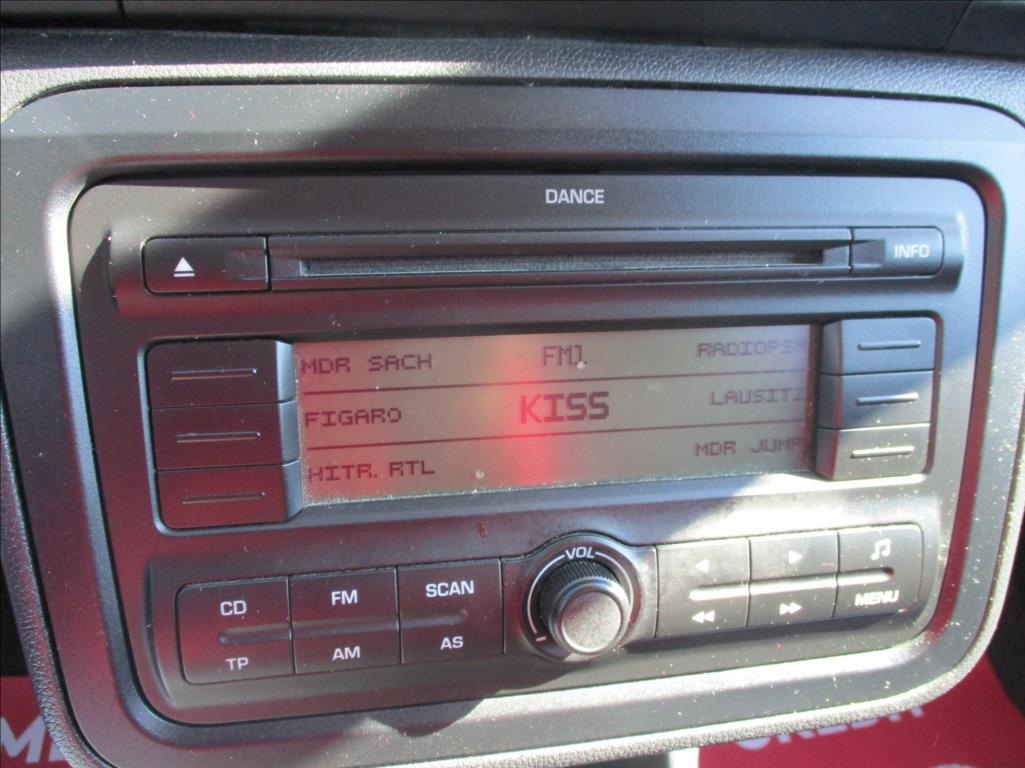 DANCE
INFO
MDR SACH FM1 RADIOPSR
FIGARO KISS LAUSITZ
HITR. RTL MDR JUMP
VOL
CD FM SCAN
TP AM AS
MENU